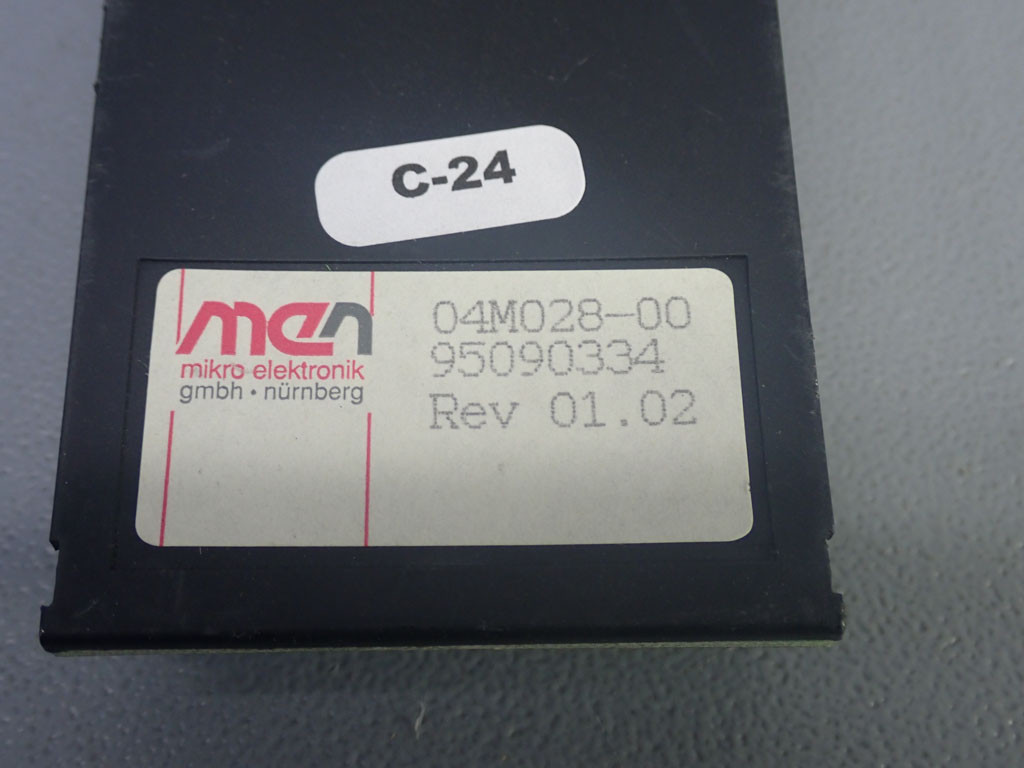 C-24
men
mikro elektronik
gmbh • nürnberg
04M028-00
95090334
Rev 01.02